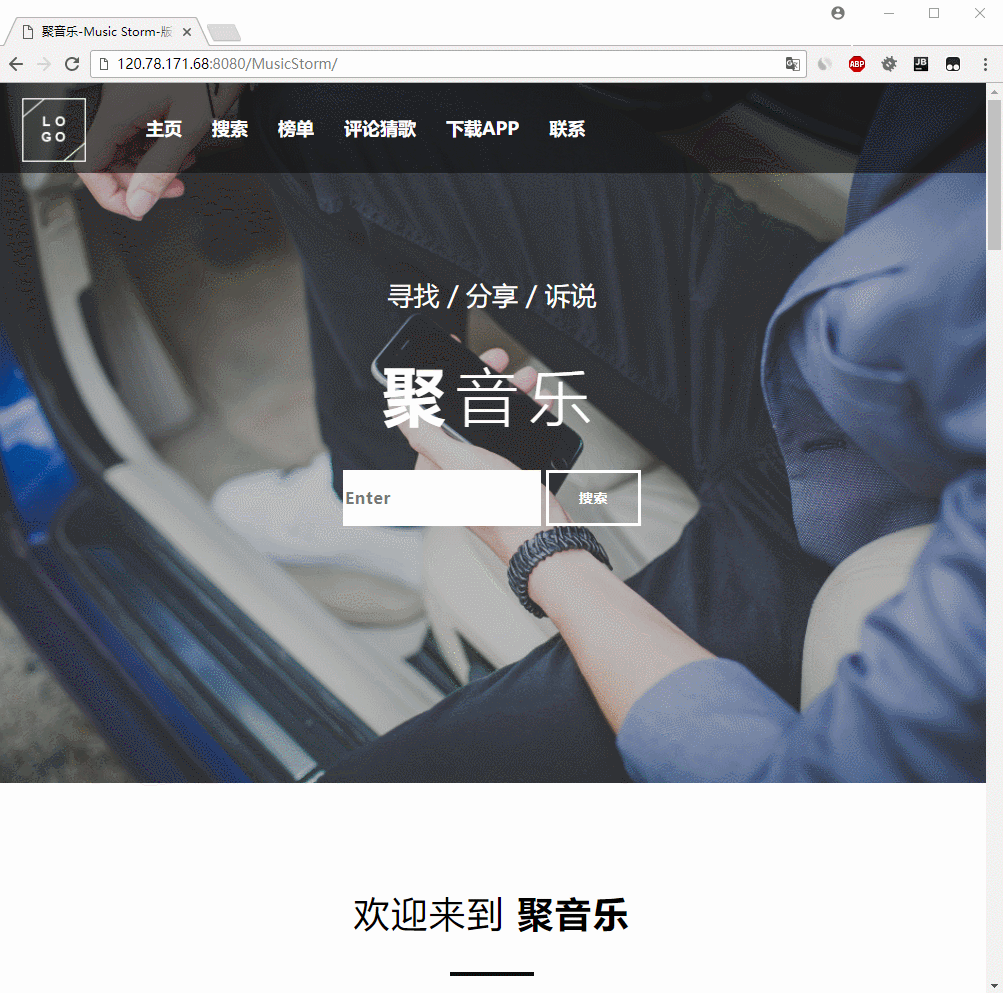 聚音乐-Music Storm-版
120.78.171.68:8080/MusicStorm/
ABP
JB
LO
GO
主页 搜索 榜单 评论猜歌 下载APP 联系
寻找 / 分享 / 诉说
聚音乐
Enter 搜索
欢迎来到 聚音乐